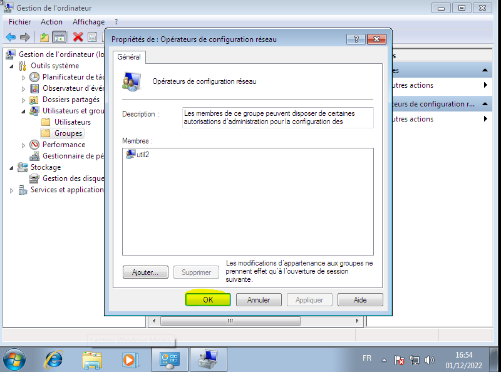 Gestion de l'ordinateur
Fichier Action Affichage ?
Gestion de l'ordinateur (lo
Outils système
Planificateur de tâc
Observateur d'évé
Dossiers partagés
Utilisateurs et grou
Utilisateurs
Groupes
Performance
Gestionnaire de pé
Stockage
Gestion des disque
Services et application
Propriétés de : Opérateurs de configuration réseau
Général
Opérateurs de configuration réseau
Description :
Les membres de ce groupe peuvent disposer de certaines
autorisations d'administration pour la configuration des
Membres :
util2
Ajouter...
Supprimer
Les modifications d'appartenance aux groupes ne
prennent effet qu'à l'ouverture de session
suivante.
OK
Annuler
Appliquer
Aide
s
es
utres actions
teurs de configuration r...
utres actions
FR
16:54
01/12/2022